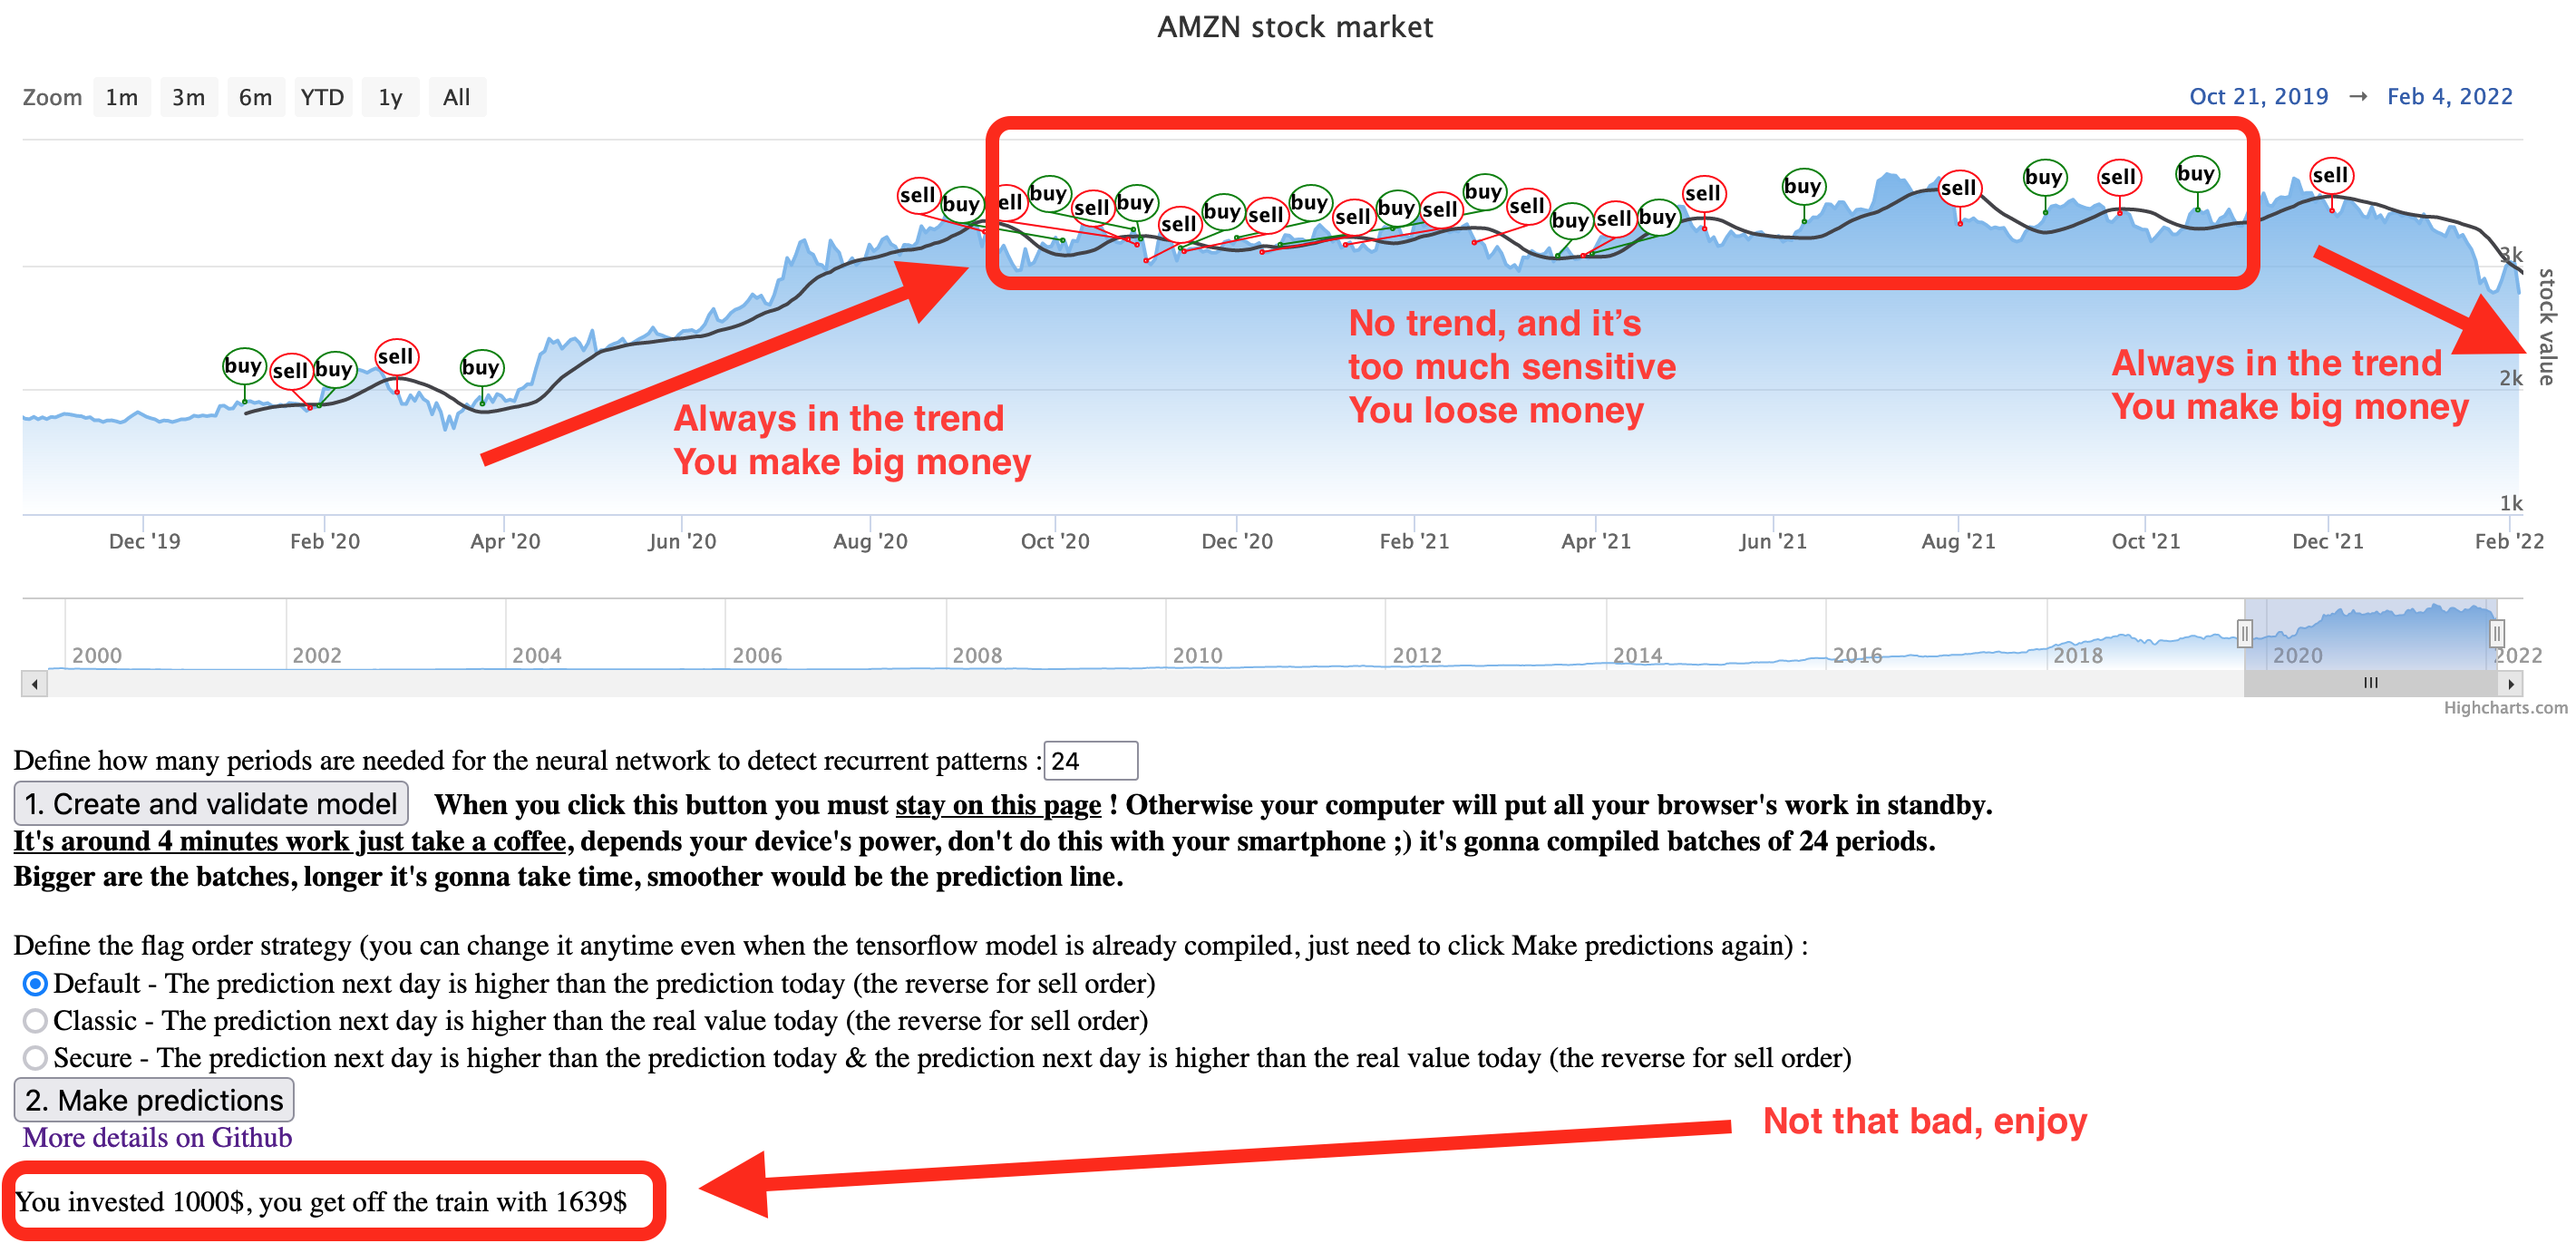 AMZN stock market
Zoom 1m 3m 6m YTD 1y All
Oct 21, 2019 → Feb 4, 2022
sell buy ell buy sell buy sell buy sell buy sell buy sell buy sell buy sell buy sell buy sell buy sell buy sell
buy sell buy sell buy
3k
2k
1k
stock value
Always in the trend
You make big money
No trend, and it’s
too much sensitive
You loose money
Always in the trend
You make big money
Dec '19 Feb '20 Apr '20 Jun '20 Aug '20 Oct '20 Dec '20 Feb '21 Apr '21 Jun '21 Aug '21 Oct '21 Dec '21 Feb '22
2000 2002 2004 2006 2008 2010 2012 2014 2016 2018 2020 2022
Highcharts.com
Define how many periods are needed for the neural network to detect recurrent patterns : 24
1. Create and validate model When you click this button you must stay on this page ! Otherwise your computer will put all your browser's work in standby.
It's around 4 minutes work just take a coffee, depends your device's power, don't do this with your smartphone ;) it's gonna compiled batches of 24 periods.
Bigger are the batches, longer it's gonna take time, smoother would be the prediction line.
Define the flag order strategy (you can change it anytime even when the tensorflow model is already compiled, just need to click Make predictions again) :
Default - The prediction next day is higher than the prediction today (the reverse for sell order)
Classic - The prediction next day is higher than the real value today (the reverse for sell order)
Secure - The prediction next day is higher than the prediction today & the prediction next day is higher than the real value today (the reverse for sell order)
2. Make predictions
More details on Github
Not that bad, enjoy
You invested 1000$, you get off the train with 1639$